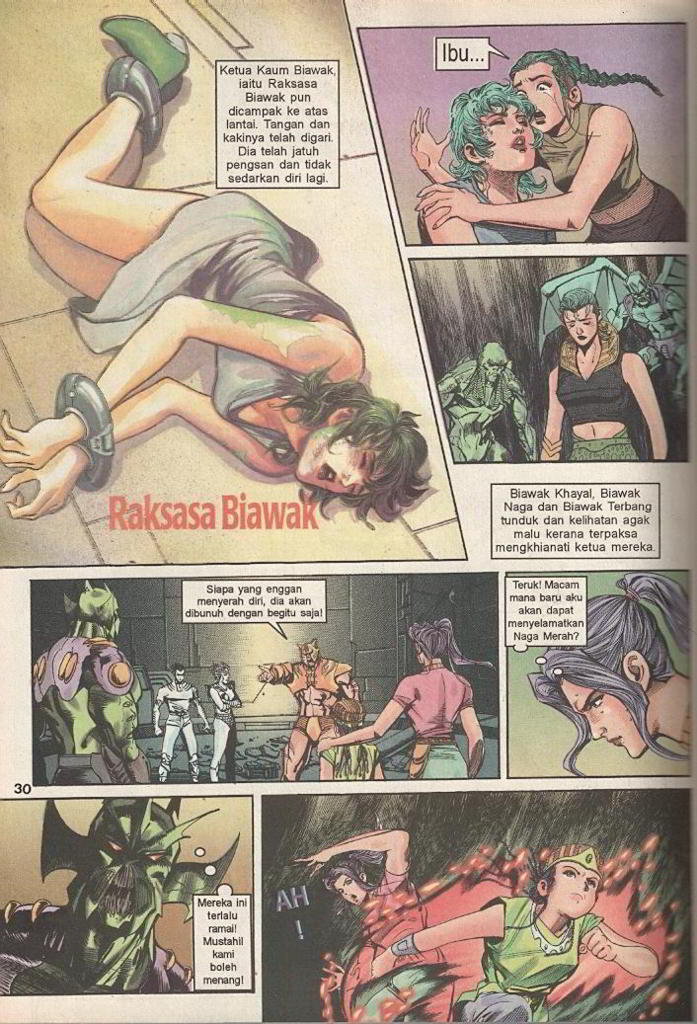 Ketua Kaum Biawak,
iaitu Raksasa
Biawak pun
dicampak ke atas
lantai. Tangan dan
kakinya telah digari.
Dia telah jatuh
pengsan dan tidak
sedarkan diri lagi.
Ibu...
Raksasa Biawak
Biawak Khayal, Biawak
Naga dan Biawak Terbang
tunduk dan kelihatan agak
malu kerana terpaksa
mengkhianati ketua mereka.
Siapa yang enggan
menyerah diri, dia akan
dibunuh dengan begitu saja!
Teruk! Macam
mana baru aku
akan dapat
menyelamatkan
Naga Merah?
30
Mereka ini
terlalu
ramai!
Mustahil
kami
boleh
menang!
AH
!